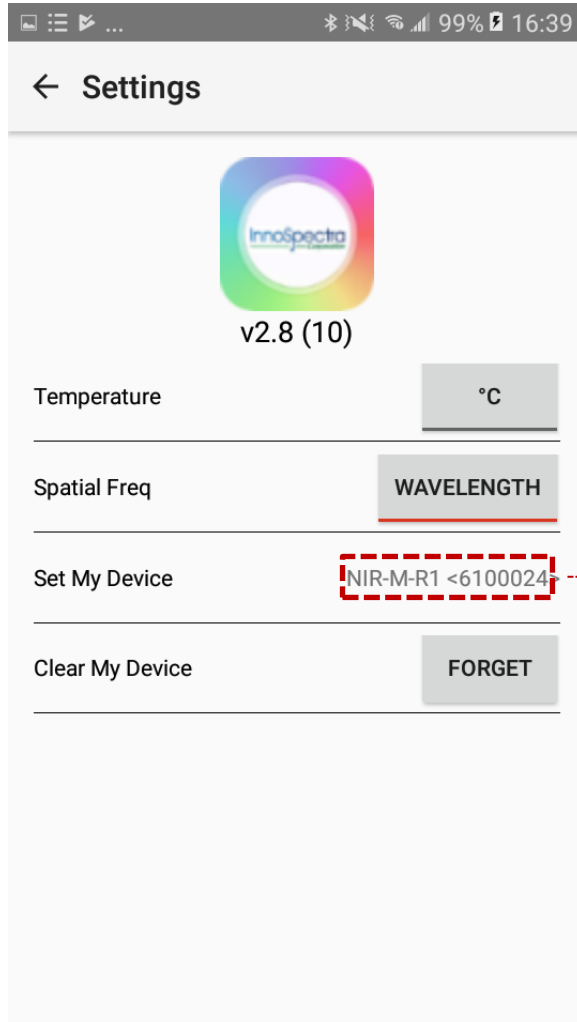 ... 99% 16:39
Settings
InnoSpectra
Corporation
v2.8 (10)
Temperature °C
Spatial Freq WAVELENGTH
Set My Device NIR-M-R1 <6100024>
Clear My Device FORGET